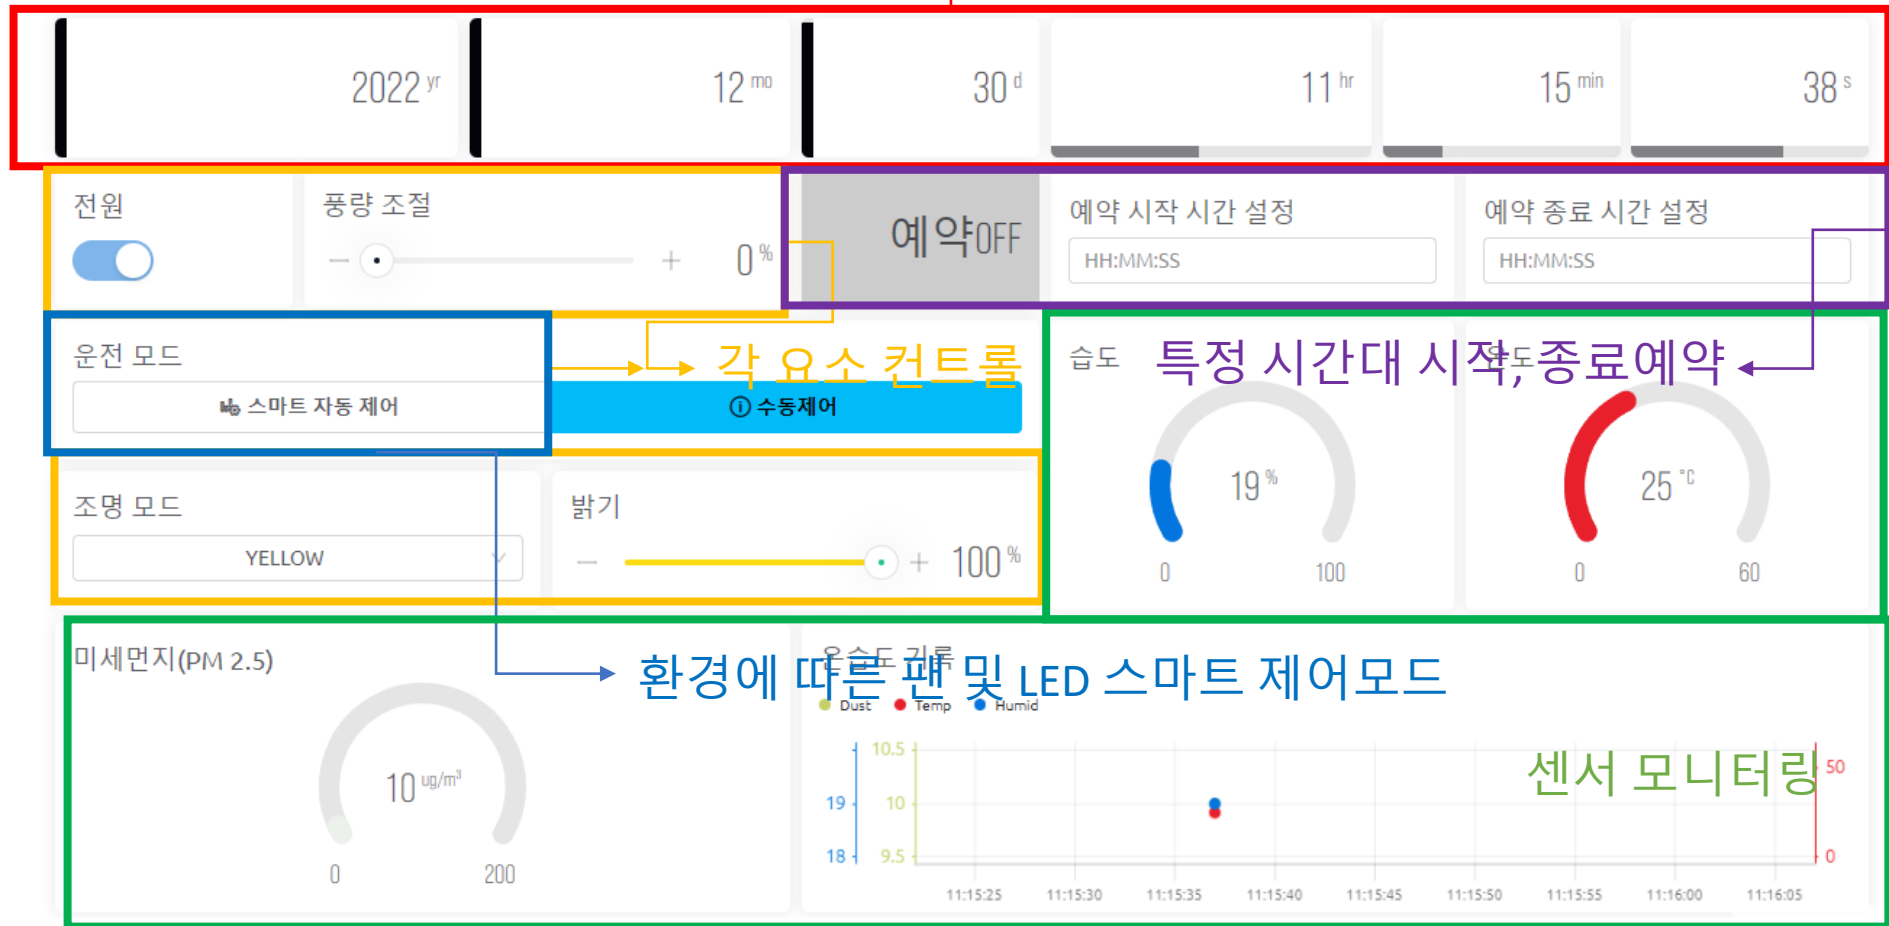 2022 yr
12 mo
30 d
11 hr
15 min
38 s
전원
풍량 조절
0 %
예약OFF
예약 시작 시간 설정
HH:MM:SS
예약 종료 시간 설정
HH:MM:SS
운전 모드
스마트 자동 제어
수동제어
각 요소 컨트롤
습도
온도
특정 시간대 시작, 종료예약
19 %
0
100
25 °C
0
60
조명 모드
YELLOW
밝기
100 %
미세먼지(PM 2.5)
10 ug/m³
0
200
온습도 기록
환경에 따른 팬 및 LED 스마트 제어모드
Dust
Temp
Humid
센서 모니터링
19
18
10.5
10
9.5
50
0
11:15:25
11:15:30
11:15:35
11:15:40
11:15:45
11:15:50
11:15:55
11:16:00
11:16:05